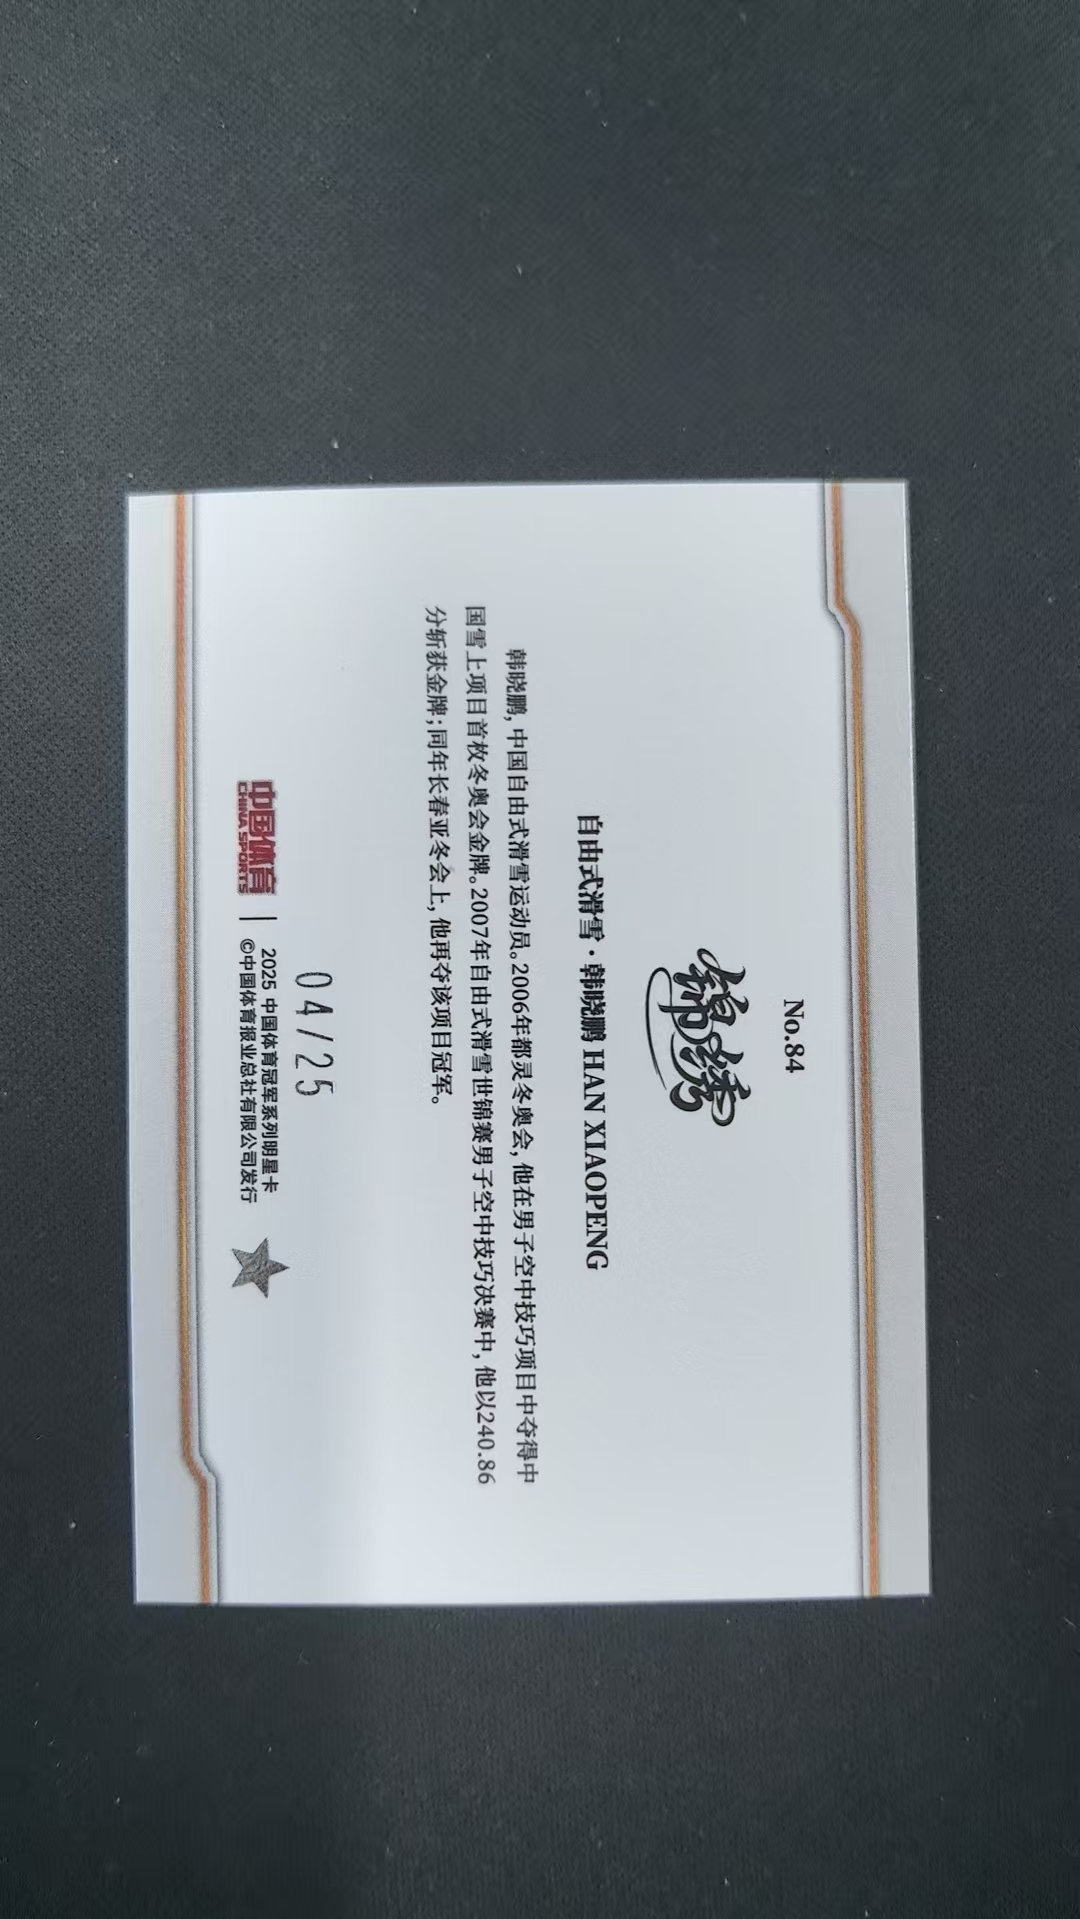 No.84
锦绣
自由式滑雪·韩晓鹏 HAN XIAOPENG
韩晓鹏，中国自由式滑雪运动员。2006年都灵冬奥会，他在男子空中技巧项目中夺得中
国雪上项目首枚冬奥会金牌。2007年自由式滑雪世锦赛男子空中技巧决赛中，他以240.86
分斩获金牌；同年长春亚冬会上，他再夺该项目冠军。
04/25
中国体育
CHINA SPORTS
2025 中国体育冠军系列明星卡
©中国体育报业总社有限公司发行